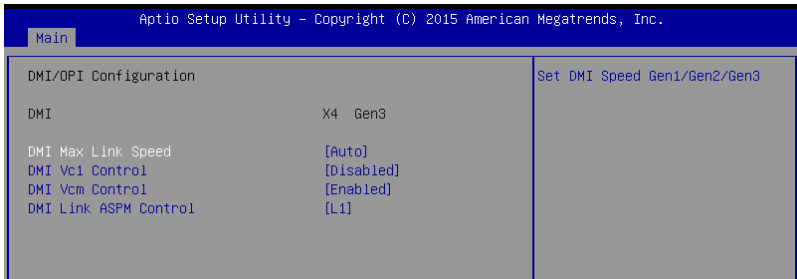 Aptio Setup Utility – Copyright (C) 2015 American Megatrends, Inc.
Main
DMI/OPI Configuration
Set DMI Speed Gen1/Gen2/Gen3
DMI X4 Gen3
DMI Max Link Speed [Auto]
DMI Vc1 Control [Disabled]
DMI Vcm Control [Enabled]
DMI Link ASPM Control [L1]